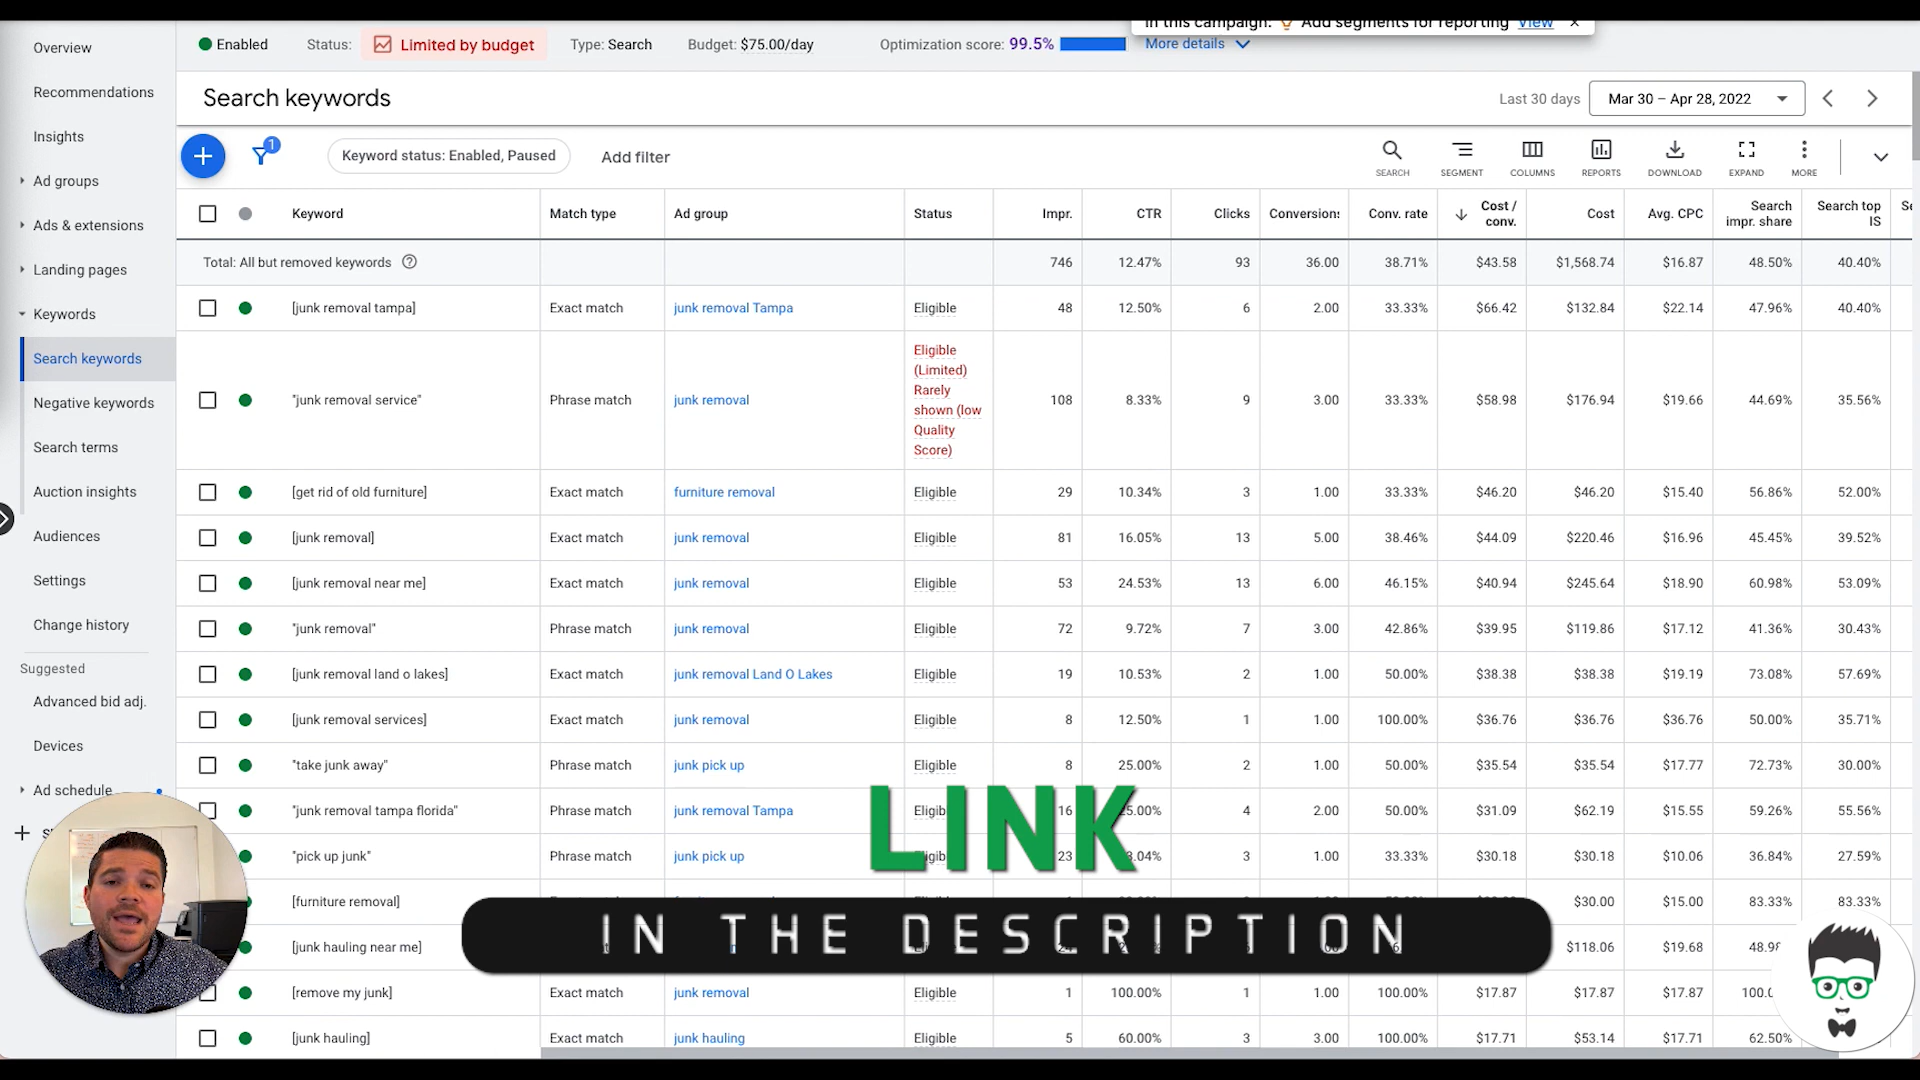 In this campaign: Add segments for reporting View ×
Enabled Status: Limited by budget Type: Search Budget: $75.00/day Optimization score: 99.5% More details
Search keywords Last 30 days Mar 30 – Apr 28, 2022
1 Keyword status: Enabled, Paused Add filter SEARCH SEGMENT COLUMNS REPORTS DOWNLOAD EXPAND MORE
Overview
Recommendations
Insights
Ad groups
Ads & extensions
Landing pages
Keywords
Search keywords
Negative keywords
Search terms
Auction insights
Audiences
Settings
Change history
Suggested
Advanced bid adj.
Devices
Ad schedule
Keyword Match type Ad group Status Impr. CTR Clicks Conversions Conv. rate Cost / conv. Cost Avg. CPC Search impr. share Search top IS
Total: All but removed keywords 746 12.47% 93 36.00 38.71% $43.58 $1,568.74 $16.87 48.50% 40.40%
[junk removal tampa] Exact match junk removal Tampa Eligible 48 12.50% 6 2.00 33.33% $66.42 $132.84 $22.14 47.96% 40.40%
"junk removal service" Phrase match junk removal Eligible (Limited) Rarely shown (low Quality Score) 108 8.33% 9 3.00 33.33% $58.98 $176.94 $19.66 44.69% 35.56%
[get rid of old furniture] Exact match furniture removal Eligible 29 10.34% 3 1.00 33.33% $46.20 $46.20 $15.40 56.86% 52.00%
[junk removal] Exact match junk removal Eligible 81 16.05% 13 5.00 38.46% $44.09 $220.46 $16.96 45.45% 39.52%
[junk removal near me] Exact match junk removal Eligible 53 24.53% 13 6.00 46.15% $40.94 $245.64 $18.90 60.98% 53.09%
"junk removal" Phrase match junk removal Eligible 72 9.72% 7 3.00 42.86% $39.95 $119.86 $17.12 41.36% 30.43%
[junk removal land o lakes] Exact match junk removal Land O Lakes Eligible 19 10.53% 2 1.00 50.00% $38.38 $38.38 $19.19 73.08% 57.69%
[junk removal services] Exact match junk removal Eligible 8 12.50% 1 1.00 100.00% $36.76 $36.76 $36.76 50.00% 35.71%
"take junk away" Phrase match junk pick up Eligible 8 25.00% 2 1.00 50.00% $35.54 $35.54 $17.77 72.73% 30.00%
"junk removal tampa florida" Phrase match junk removal Tampa 16 4 2.00 50.00% $31.09 $62.19 $15.55 59.26% 55.56%
"pick up junk" Phrase match junk pick up 23 3 1.00 33.33% $30.18 $30.18 $10.06 36.84% 27.59%
[furniture removal] $30.00 $15.00 83.33% 83.33%
[junk hauling near me] $118.06 $19.68
[remove my junk] Exact match junk removal Eligible 1 100.00% 1 1.00 100.00% $17.87 $17.87 $17.87
[junk hauling] Exact match junk hauling Eligible 5 60.00% 3 3.00 100.00% $17.71 $53.14 $17.71 62.50%
LINK
IN THE DESCRIPTION